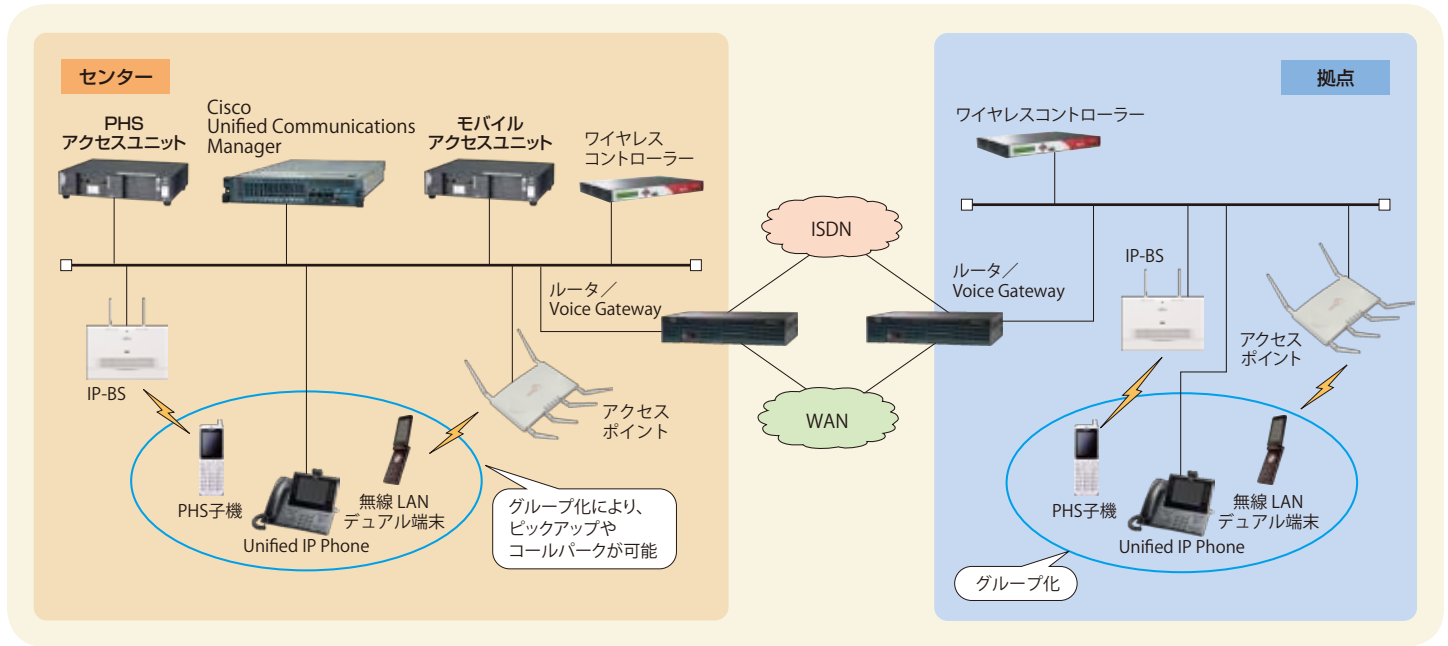 センター
PHS
アクセスユニット
Cisco
Unified Communications
Manager
モバイル
アクセスユニット
ワイヤレス
コントローラー
ルータ／
Voice Gateway
IP-BS
アクセス
ポイント
PHS子機
Unified IP Phone
無線 LAN
デュアル端末
グループ化により、
ピックアップや
コールパークが可能
ISDN
WAN
拠点
ワイヤレスコントローラー
ルータ／
Voice Gateway
IP-BS
アクセス
ポイント
PHS子機
Unified IP Phone
無線 LAN
デュアル端末
グループ化